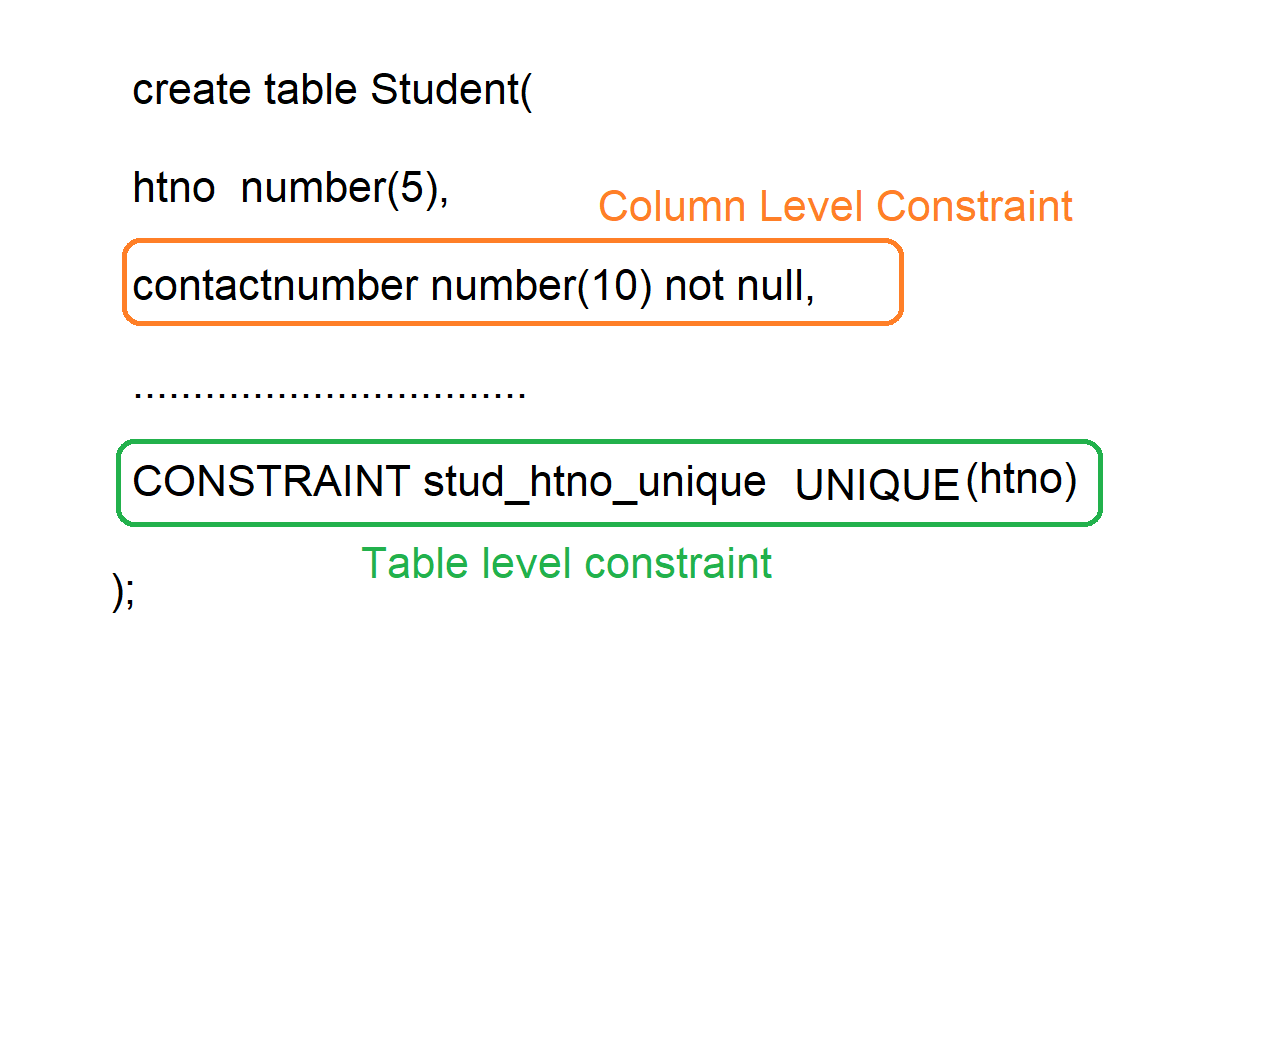 create table Student(
htno  number(5),
Column Level Constraint
contactnumber number(10) not null,
.................................
CONSTRAINT stud_htno_unique  UNIQUE(htno)
Table level constraint
);